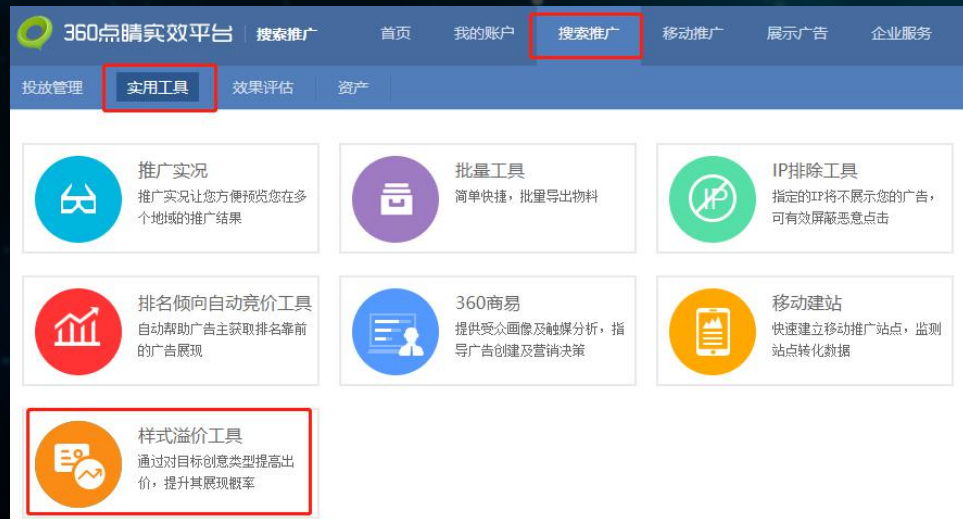 360点睛实效平台 搜索推广 首页 我的账户 搜索推广 移动推广 展示广告 企业服务
投放管理 实用工具 效果评估 资产
推广实况
推广实况让您方便预览您在多
个地域的推广结果
批量工具
简单快捷，批量导出物料
IP
IP排除工具
指定的IP将不展示您的广告，
可有效屏蔽恶意点击
排名倾向自动竞价工具
自动帮助广告主获取排名靠前
的广告展现
360商易
提供受众画像及触媒分析，指
导广告创建及营销决策
移动建站
快速建立移动推广站点，监测
站点转化数据
样式溢价工具
通过对目标创意类型提高出
价，提升其展现概率